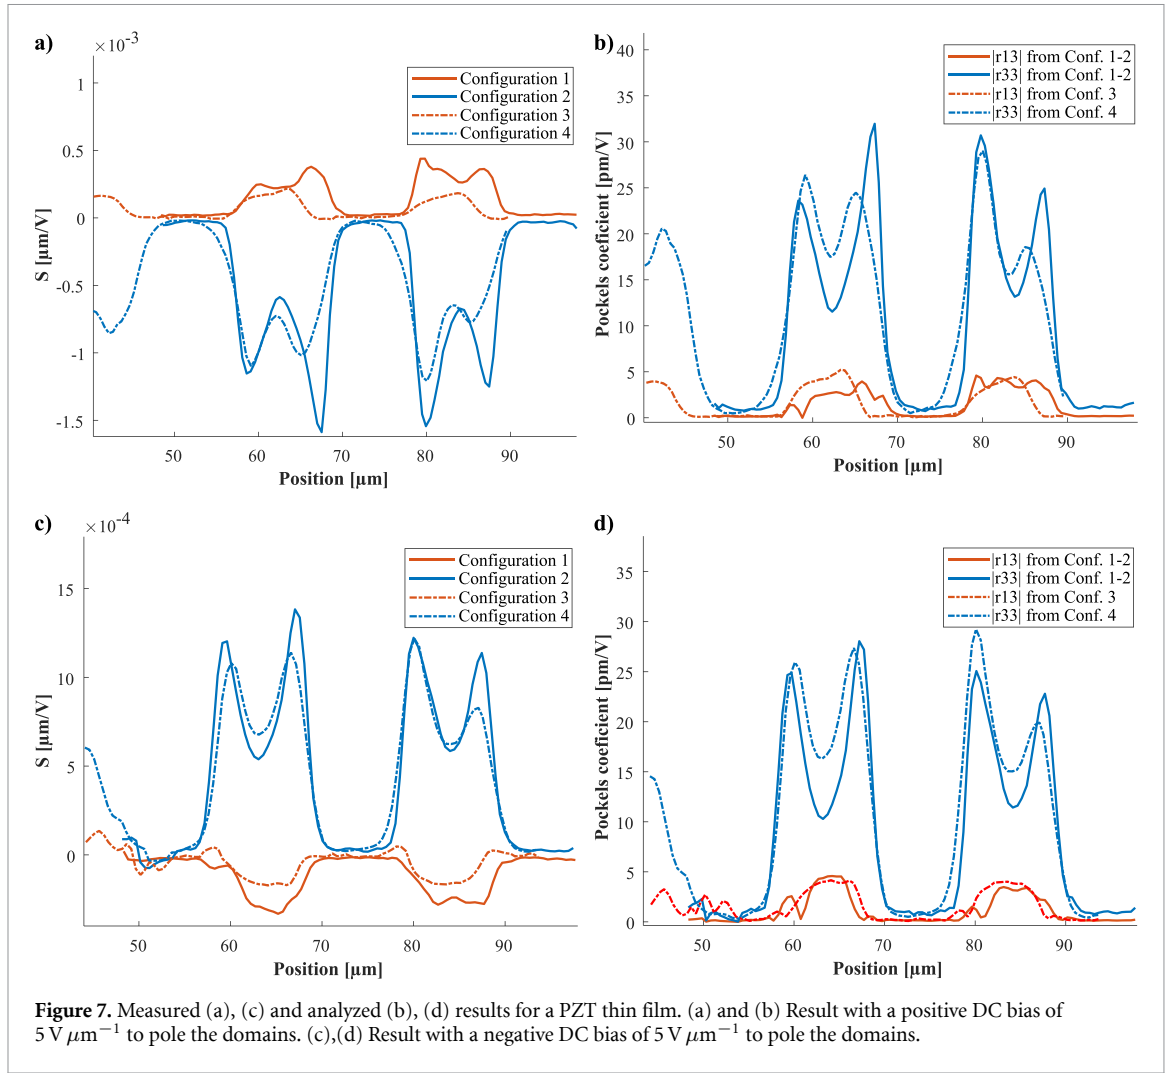 a)
×10-3
1
0.5
0
-0.5
-1
-1.5
S [µm/V]
50 60 70 80 90
Position [µm]
Configuration 1
Configuration 2
Configuration 3
Configuration 4
b)
40
35
30
25
20
15
10
5
0
Pockels coeficient [pm/V]
50 60 70 80 90
Position [µm]
|r13| from Conf. 1-2
|r33| from Conf. 1-2
|r13| from Conf. 3
|r33| from Conf. 4
c)
×10-4
15
10
5
0
S [µm/V]
50 60 70 80 90
Position [µm]
Configuration 1
Configuration 2
Configuration 3
Configuration 4
d)
35
30
25
20
15
10
5
0
Pockels coeficient [pm/V]
50 60 70 80 90
Position [µm]
|r13| from Conf. 1-2
|r33| from Conf. 1-2
|r13| from Conf. 3
|r33| from Conf. 4
Figure 7. Measured (a), (c) and analyzed (b), (d) results for a PZT thin film. (a) and (b) Result with a positive DC bias of
5 V µm−1 to pole the domains. (c),(d) Result with a negative DC bias of 5 V µm−1 to pole the domains.